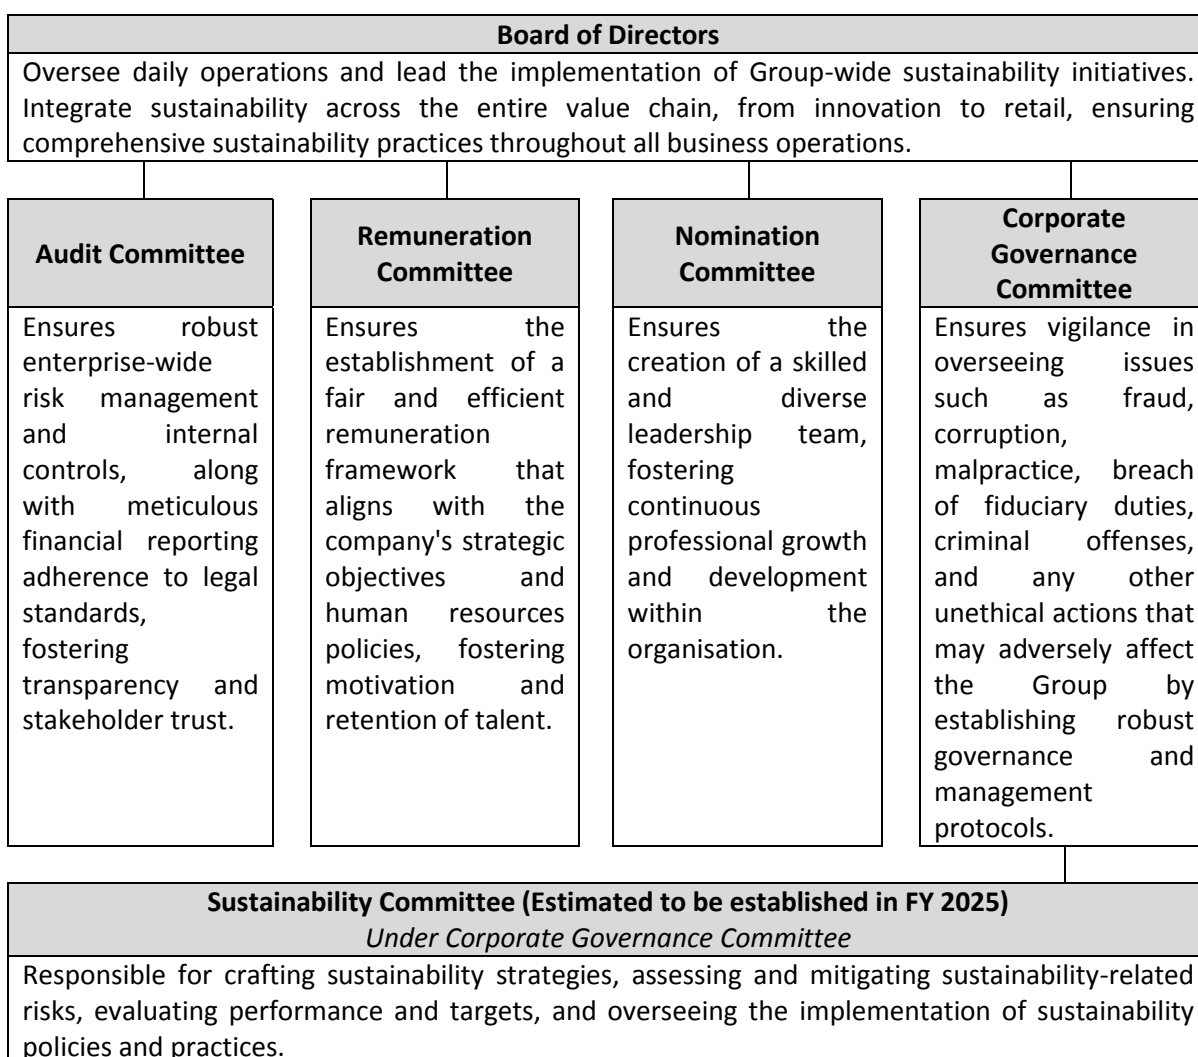 Board of Directors
Oversee daily operations and lead the implementation of Group-wide sustainability initiatives.
Integrate sustainability across the entire value chain, from innovation to retail, ensuring
comprehensive sustainability practices throughout all business operations.
Audit Committee
Ensures robust
enterprise-wide
risk management
and internal
controls, along
with meticulous
financial reporting
adherence to legal
standards,
fostering
transparency and
stakeholder trust.
Remuneration
Committee
Ensures the
establishment of a
fair and efficient
remuneration
framework that
aligns with the
company's strategic
objectives and
human resources
policies, fostering
motivation and
retention of talent.
Nomination
Committee
Ensures the
creation of a skilled
and diverse
leadership team,
fostering
continuous
professional growth
and development
within the
organisation.
Corporate
Governance
Committee
Ensures vigilance in
overseeing issues
such as fraud,
corruption,
malpractice, breach
of fiduciary duties,
criminal offenses,
and any other
unethical actions that
may adversely affect
the Group by
establishing robust
governance and
management
protocols.
Sustainability Committee (Estimated to be established in FY 2025)
Under Corporate Governance Committee
Responsible for crafting sustainability strategies, assessing and mitigating sustainability-related
risks, evaluating performance and targets, and overseeing the implementation of sustainability
policies and practices.